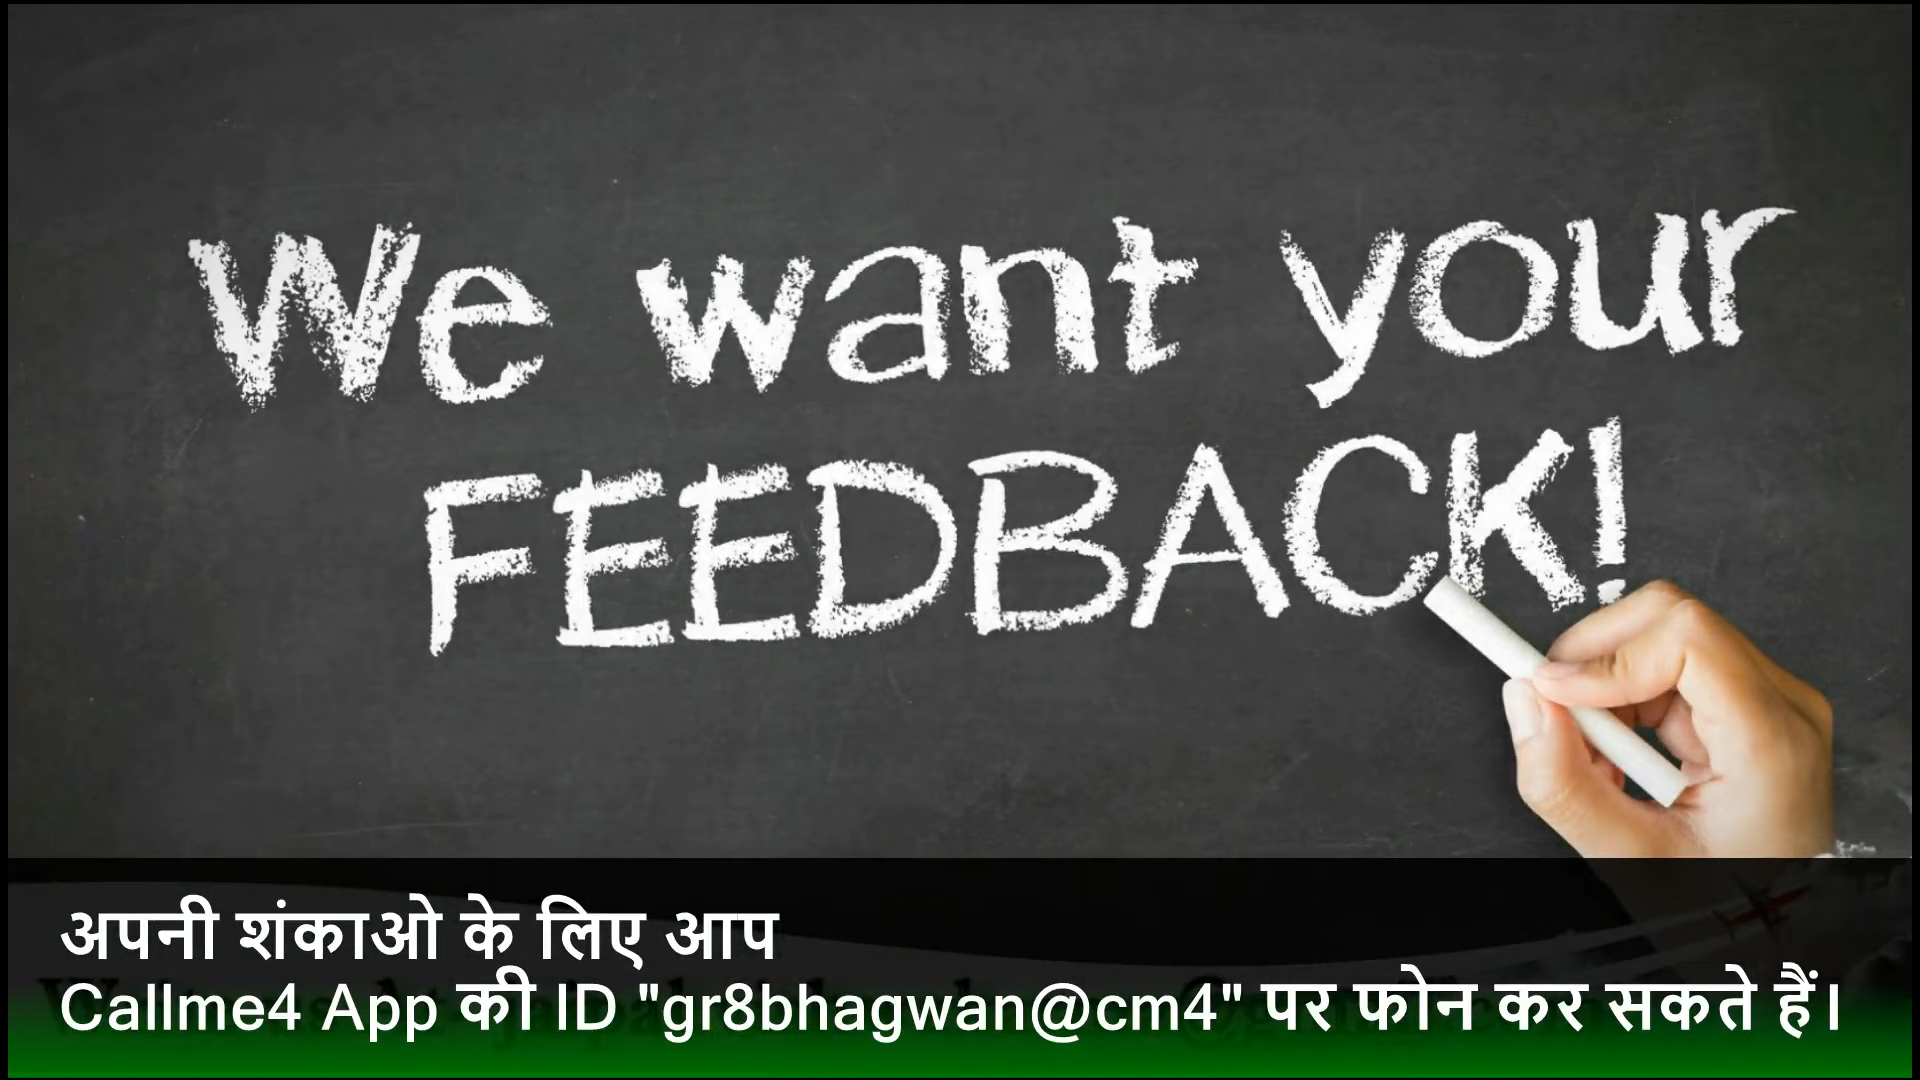 We want your
FEEDBACK!
अपनी शंकाओ के लिए आप
Callme4 App की ID "gr8bhagwan@cm4" पर फोन कर सकते हैं।